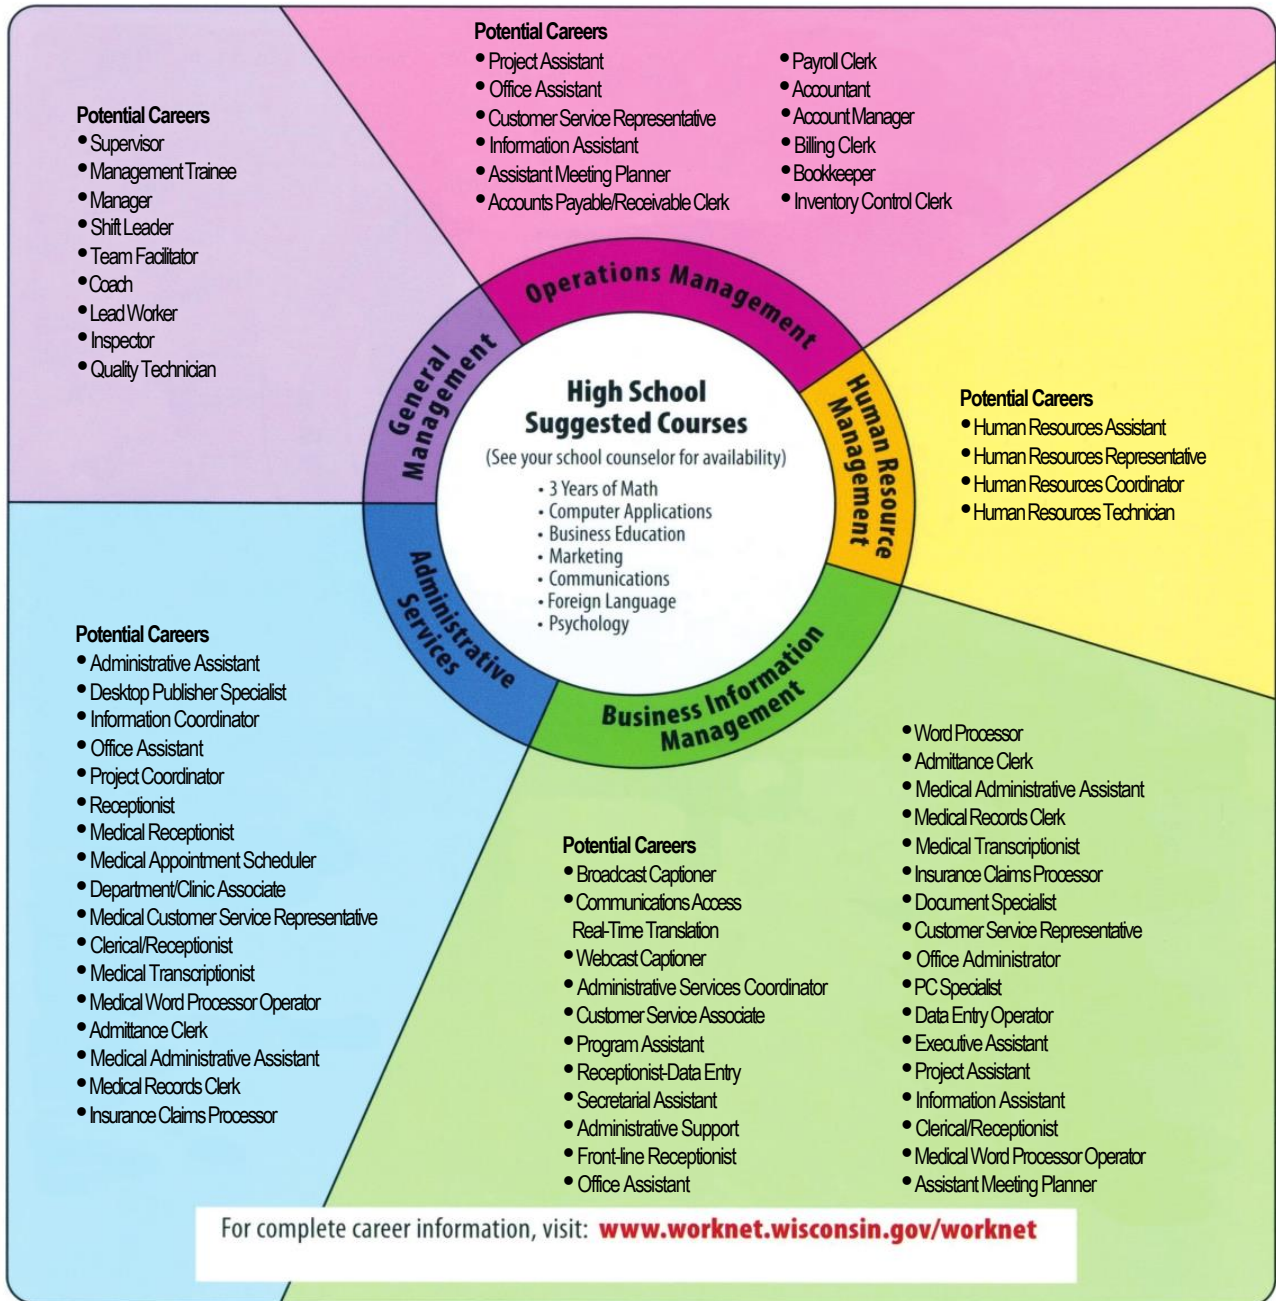 Potential Careers
• Project Assistant
• Office Assistant
• Customer Service Representative
• Information Assistant
• Assistant Meeting Planner
• Accounts Payable/Receivable Clerk
• Payroll Clerk
• Accountant
• Account Manager
• Billing Clerk
• Bookkeeper
• Inventory Control Clerk
Potential Careers
• Supervisor
• Management Trainee
• Manager
• Shift Leader
• Team Facilitator
• Coach
• Lead Worker
• Inspector
• Quality Technician
Operations Management
General
Management
Human Resource
Management
High School
Suggested Courses
(See your school counselor for availability)
• 3 Years of Math
• Computer Applications
• Business Education
• Marketing
• Communications
• Foreign Language
• Psychology
Potential Careers
• Human Resources Assistant
• Human Resources Representative
• Human Resources Coordinator
• Human Resources Technician
Administrative
Services
Business Information
Management
Potential Careers
• Administrative Assistant
• Desktop Publisher Specialist
• Information Coordinator
• Office Assistant
• Project Coordinator
• Receptionist
• Medical Receptionist
• Medical Appointment Scheduler
• Department/Clinic Associate
• Medical Customer Service Representative
• Clerical/Receptionist
• Medical Transcriptionist
• Medical Word Processor Operator
• Admittance Clerk
• Medical Administrative Assistant
• Medical Records Clerk
• Insurance Claims Processor
Potential Careers
• Broadcast Captioner
• Communications Access
Real-Time Translation
• Webcast Captioner
• Administrative Services Coordinator
• Customer Service Associate
• Program Assistant
• Receptionist-Data Entry
• Secretarial Assistant
• Administrative Support
• Front-line Receptionist
• Office Assistant
• Word Processor
• Admittance Clerk
• Medical Administrative Assistant
• Medical Records Clerk
• Medical Transcriptionist
• Insurance Claims Processor
• Document Specialist
• Customer Service Representative
• Office Administrator
• PC Specialist
• Data Entry Operator
• Executive Assistant
• Project Assistant
• Information Assistant
• Clerical/Receptionist
• Medical Word Processor Operator
• Assistant Meeting Planner
For complete career information, visit: www.worknet.wisconsin.gov/worknet